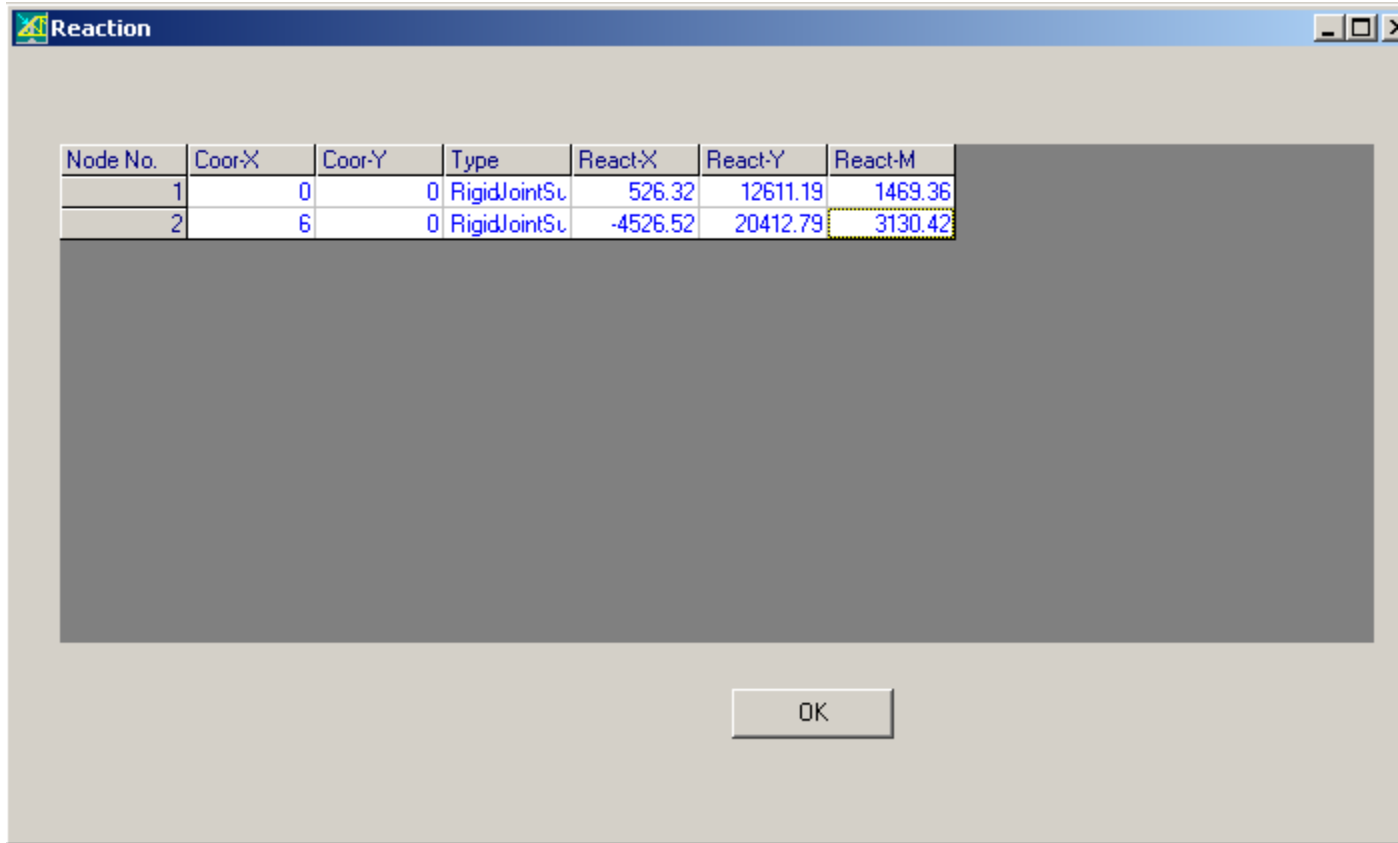 Reaction
Node No. Coor-X Coor-Y Type React-X React-Y React-M
1 0 0 RigidJointSu 526.32 12611.19 1469.36
2 6 0 RigidJointSu -4526.52 20412.79 3130.42
OK